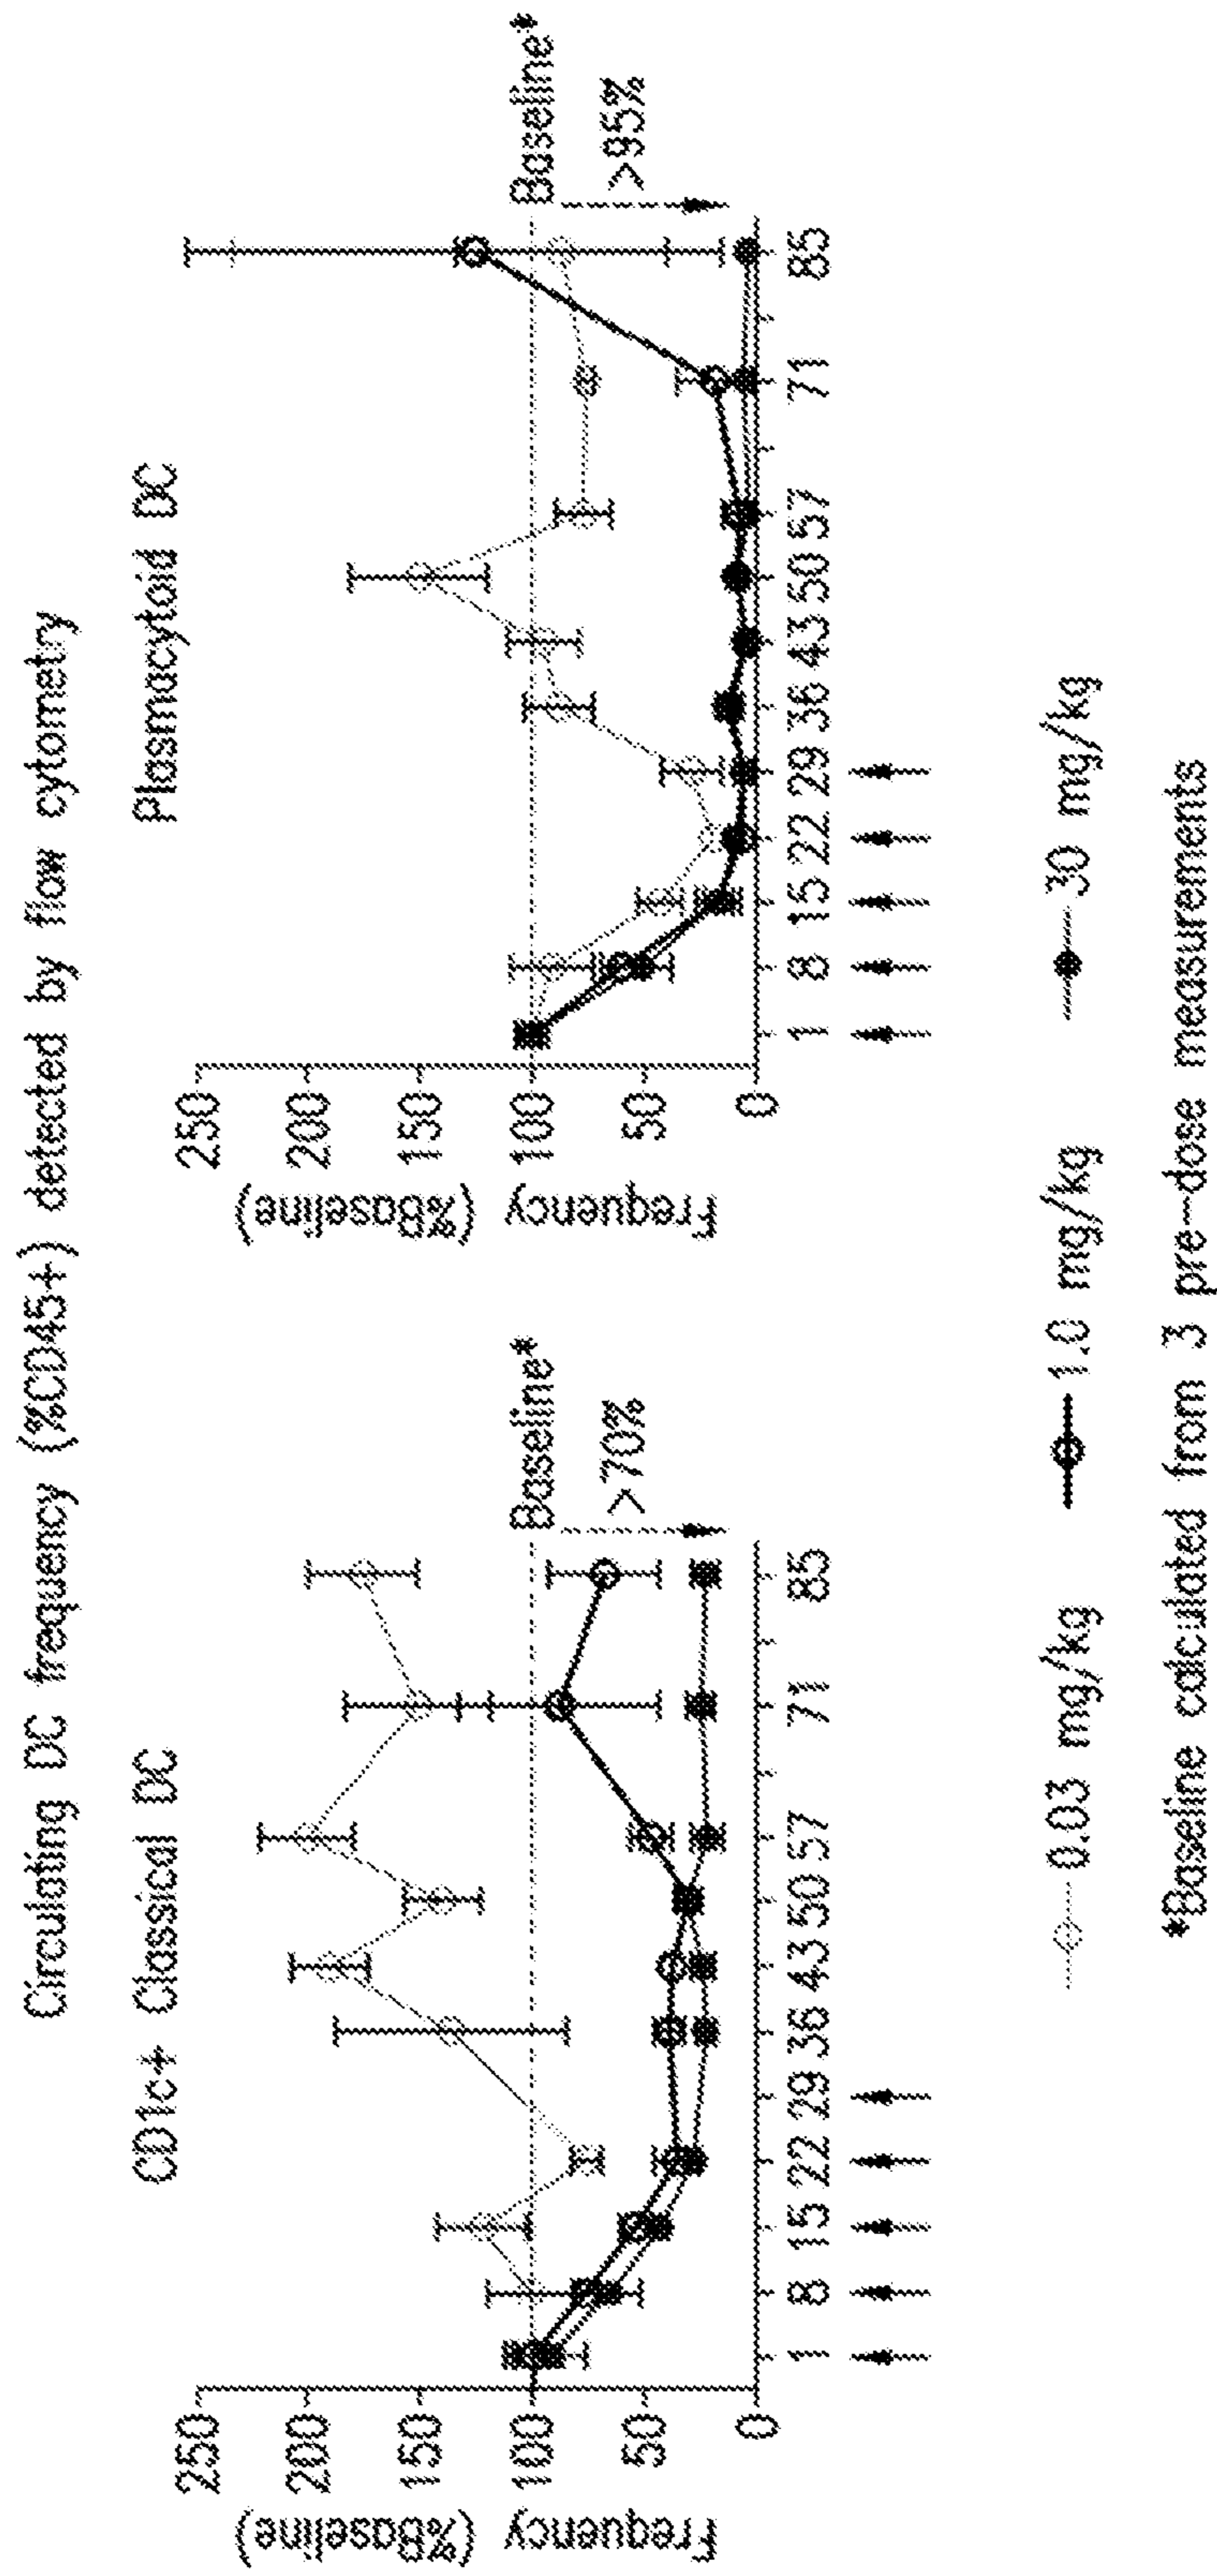 Circulating DC frequency (%CD45+) detected by flow cytometry
CD1c+ Classical DC
Frequency (%Baseline)
250
200
150
100
50
0
Baseline*
>70%
1 8 15 22 29 36 43 50 57 71 85
Plasmacytoid DC
Frequency (%Baseline)
250
200
150
100
50
0
Baseline*
>95%
1 8 15 22 29 36 43 50 57 71 85
0.03 mg/kg 1.0 mg/kg 30 mg/kg
*Baseline calculated from 3 pre-dose measurements